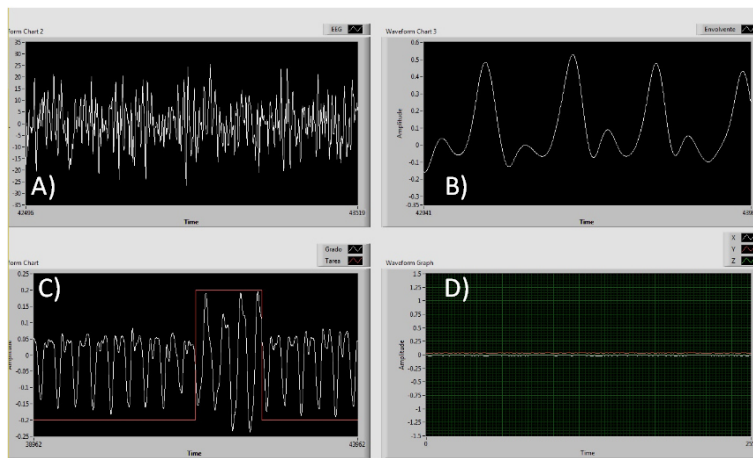 form Chart 2
EEG
35
30
25
20
15
10
5
0
-5
-10
-15
-20
-25
-30
-35
A)
42496
43519
Time
Waveform Chart 3
Envolvente
Amplitude
0.6
0.5
0.4
0.3
0.2
0.1
0
-0.1
-0.2
-0.35
B)
42941
Time
form Chart
Grado
Tarea
0.25
0.2
0.15
0.1
0.05
0
-0.05
-0.1
-0.15
-0.2
-0.25
C)
38962
42962
Time
Waveform Graph
X
Y
Z
Amplitude
1.5
1.25
1
0.75
0.5
0.25
0
-0.25
-0.5
-0.75
-1
-1.25
-1.5
D)
0
Time